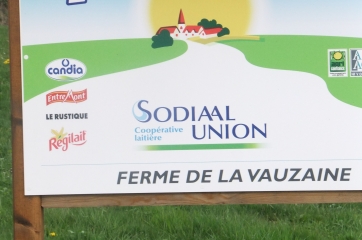 candia
ENTREMONT
LE RUSTIQUE
Régilait
SODIAAL
UNION
Coopérative
laitière
FERME DE LA VAUZAINE